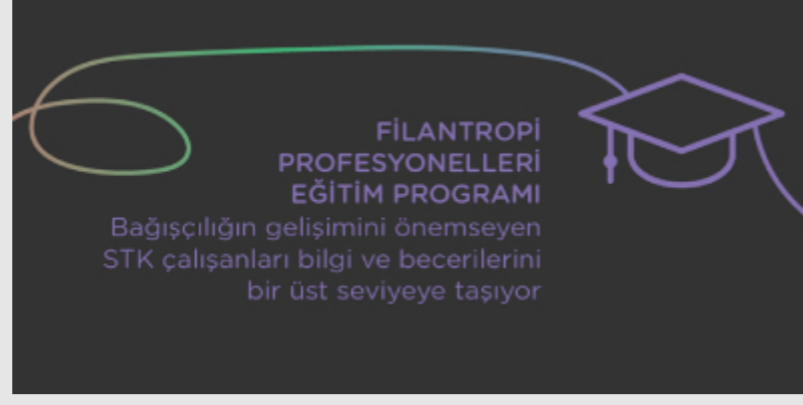 FİLANTROPİ
PROFESYONELLERİ
EĞİTİM PROGRAMI
Bağışçılığın gelişimini önemseyen
STK çalışanları bilgi ve becerilerini
bir üst seviyeye taşıyor